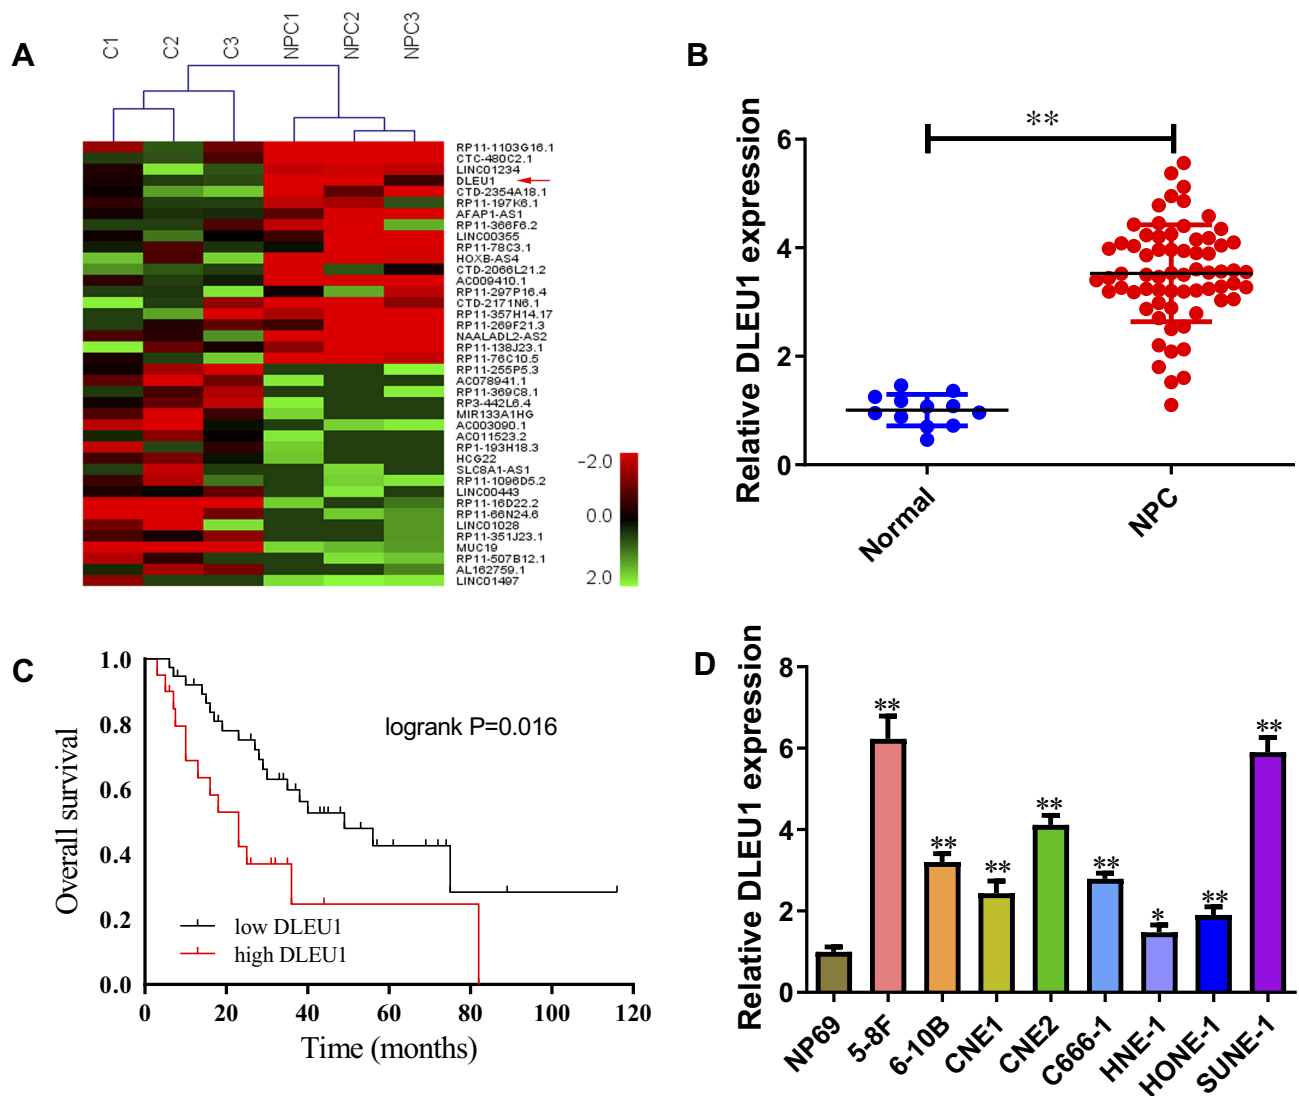 A
C1
C2
C3
NPC1
NPC2
NPC3
RP11-1103G16.1
CTC-480C2.1
LINC01234
DLEU1
CTD-2354A18.1
RP11-197K6.1
AFAP1-AS1
RP11-366F6.2
LINC00355
RP11-78C3.1
HOXB-AS4
CTD-2066L21.2
AC009410.1
RP11-297P16.4
CTD-2171N6.1
RP11-357H14.17
RP11-269F21.3
NAALADL2-AS2
RP11-138J23.1
RP11-76C10.5
RP11-255P5.3
AC078941.1
RP11-369C8.1
RP3-442L6.4
MIR133A1HG
AC003090.1
AC011523.2
RP1-193H18.3
HCG22
SLC8A1-AS1
RP11-1096D5.2
LINC00443
RP11-16D22.2
RP11-66N24.6
LINC01028
RP11-351J23.1
MUC19
RP11-507B12.1
AL162759.1
LINC01497
−2.0
0.0
2.0
B
Relative DLEU1 expression
6
4
2
0
**
Normal
NPC
C
Overall survival
1.0
0.8
0.6
0.4
0.2
0.0
logrank P=0.016
low DLEU1
high DLEU1
0
20
40
60
80
100
120
Time (months)
D
Relative DLEU1 expression
8
6
4
2
0
**
**
**
**
**
*
**
**
NP69
5-8F
6-10B
CNE1
CNE2
C666-1
HNE-1
HONE-1
SUNE-1